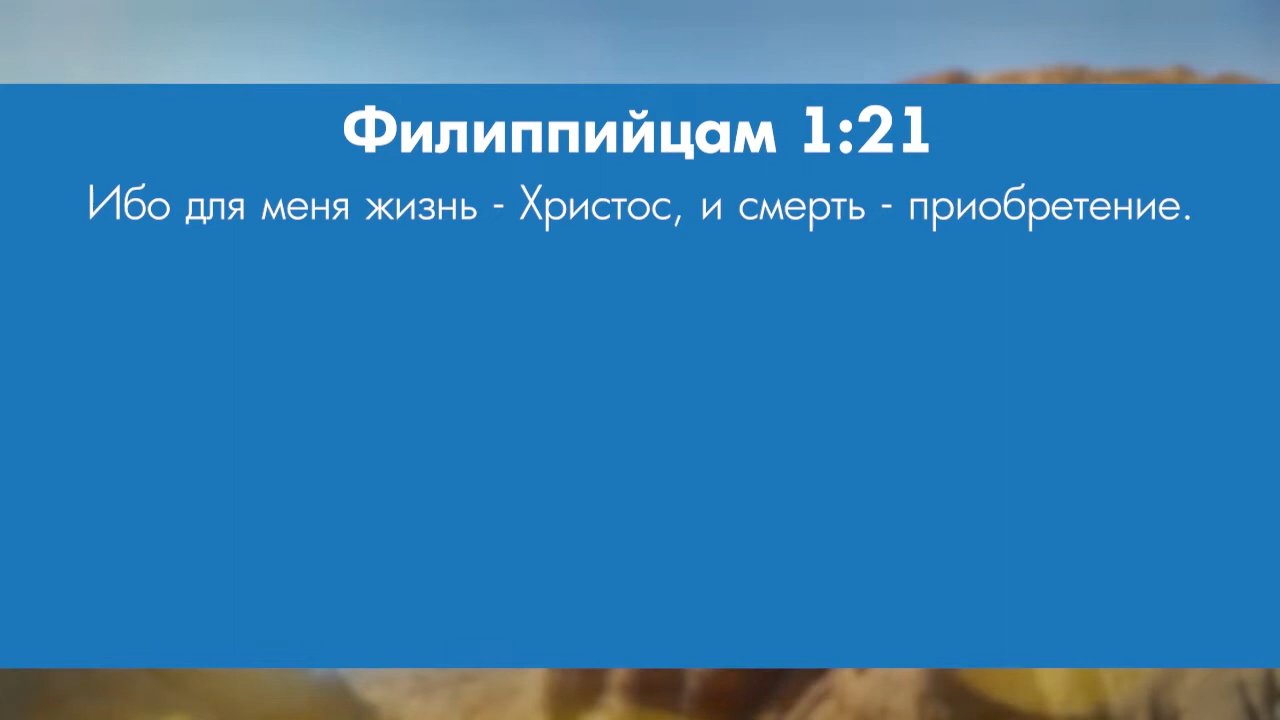 Филиппийцам 1:21
Ибо для меня жизнь - Христос, и смерть - приобретение.